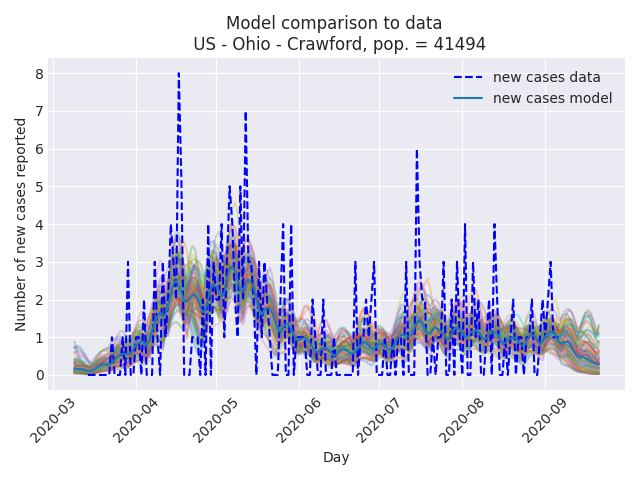 Model comparison to data
US - Ohio - Crawford, pop. = 41494
new cases data
new cases model
Number of new cases reported
8
7
6
5
4
3
2
1
0
2020-03
2020-04
2020-05
2020-06
2020-07
2020-08
2020-09
Day